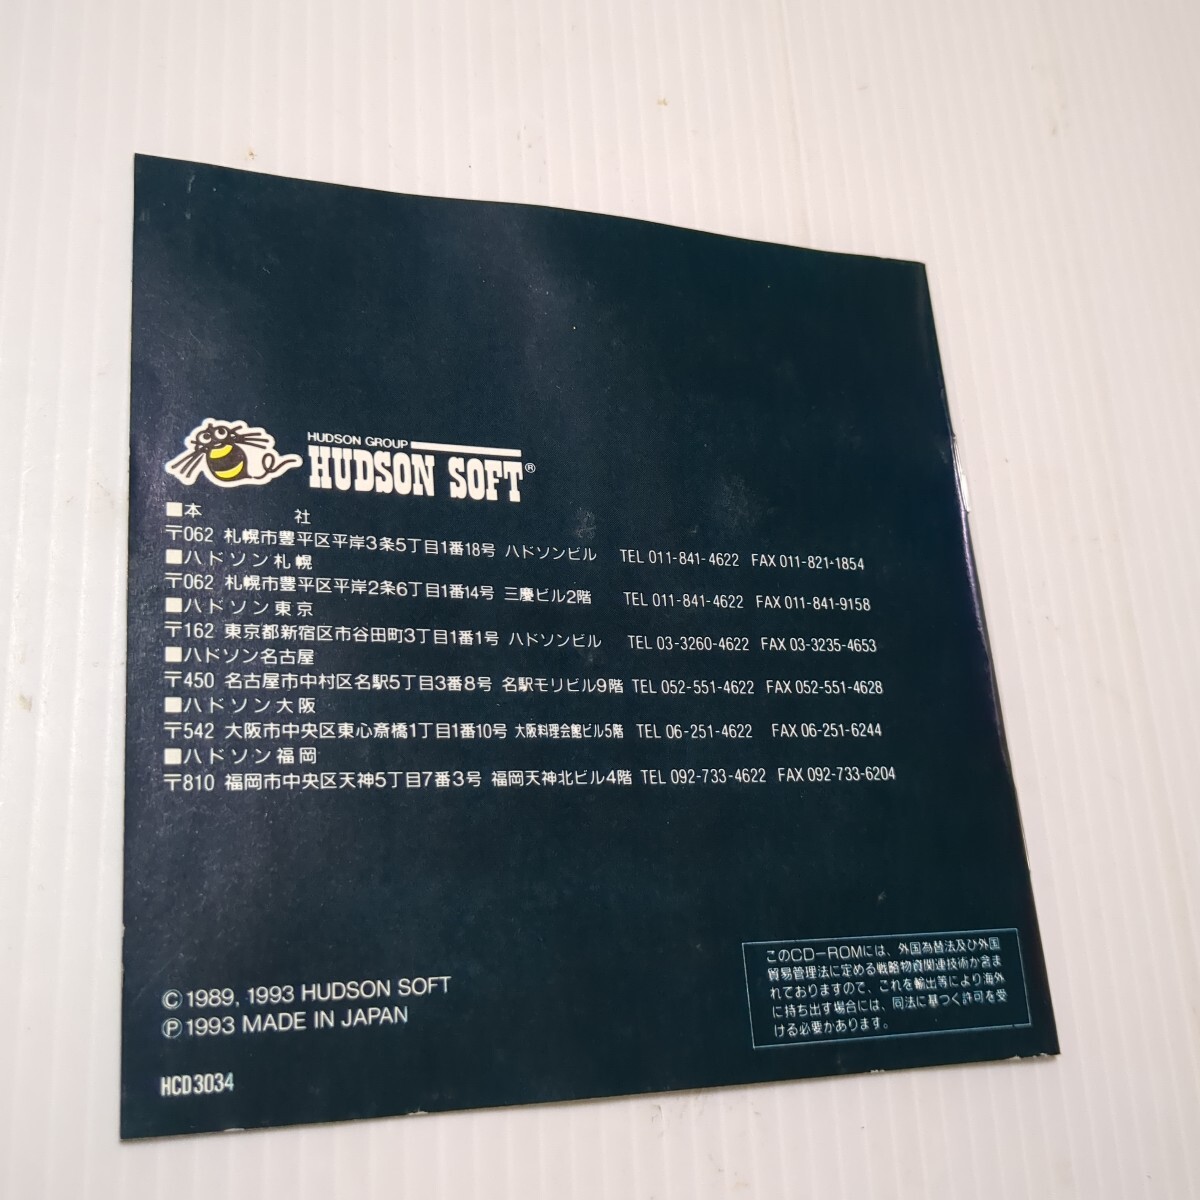 HUDSON GROUP
HUDSON SOFT®
■本 社
〒062 札幌市豊平区平岸3条5丁目1番18号 ハドソンビル TEL 011-841-4622 FAX 011-821-1854
■ハドソン札幌
〒062 札幌市豊平区平岸2条6丁目1番14号 三慶ビル2階 TEL 011-841-4622 FAX 011-841-9158
■ハドソン東京
〒162 東京都新宿区市谷田町3丁目1番1号 ハドソンビル TEL 03-3260-4622 FAX 03-3235-4653
■ハドソン名古屋
〒450 名古屋市中村区名駅5丁目3番8号 名駅モリビル9階 TEL 052-551-4622 FAX 052-551-4628
■ハドソン大阪
〒542 大阪市中央区東心斎橋1丁目1番10号 大阪料理会館ビル5階 TEL 06-251-4622 FAX 06-251-6244
■ハドソン福岡
〒810 福岡市中央区天神5丁目7番3号 福岡天神北ビル4階 TEL 092-733-4622 FAX 092-733-6204
このCD-ROMには、外国為替法及び外国
貿易管理法に定める戦略物資関連技術が含ま
れておりますので、これを輸出等により海外
に持ち出す場合には、同法に基づく許可を受
ける必要があります。
© 1989, 1993 HUDSON SOFT
℗ 1993 MADE IN JAPAN
HCD3034